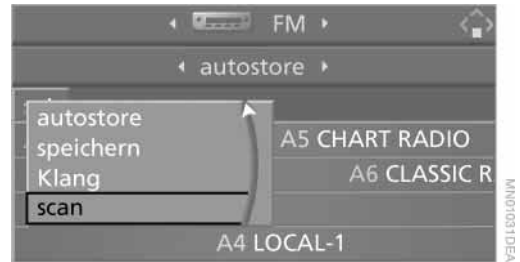 FM
autostore
autostore
speichern
Klang
scan
A5 CHART RADIO
A6 CLASSIC R
A4 LOCAL-1
MN01031DEA